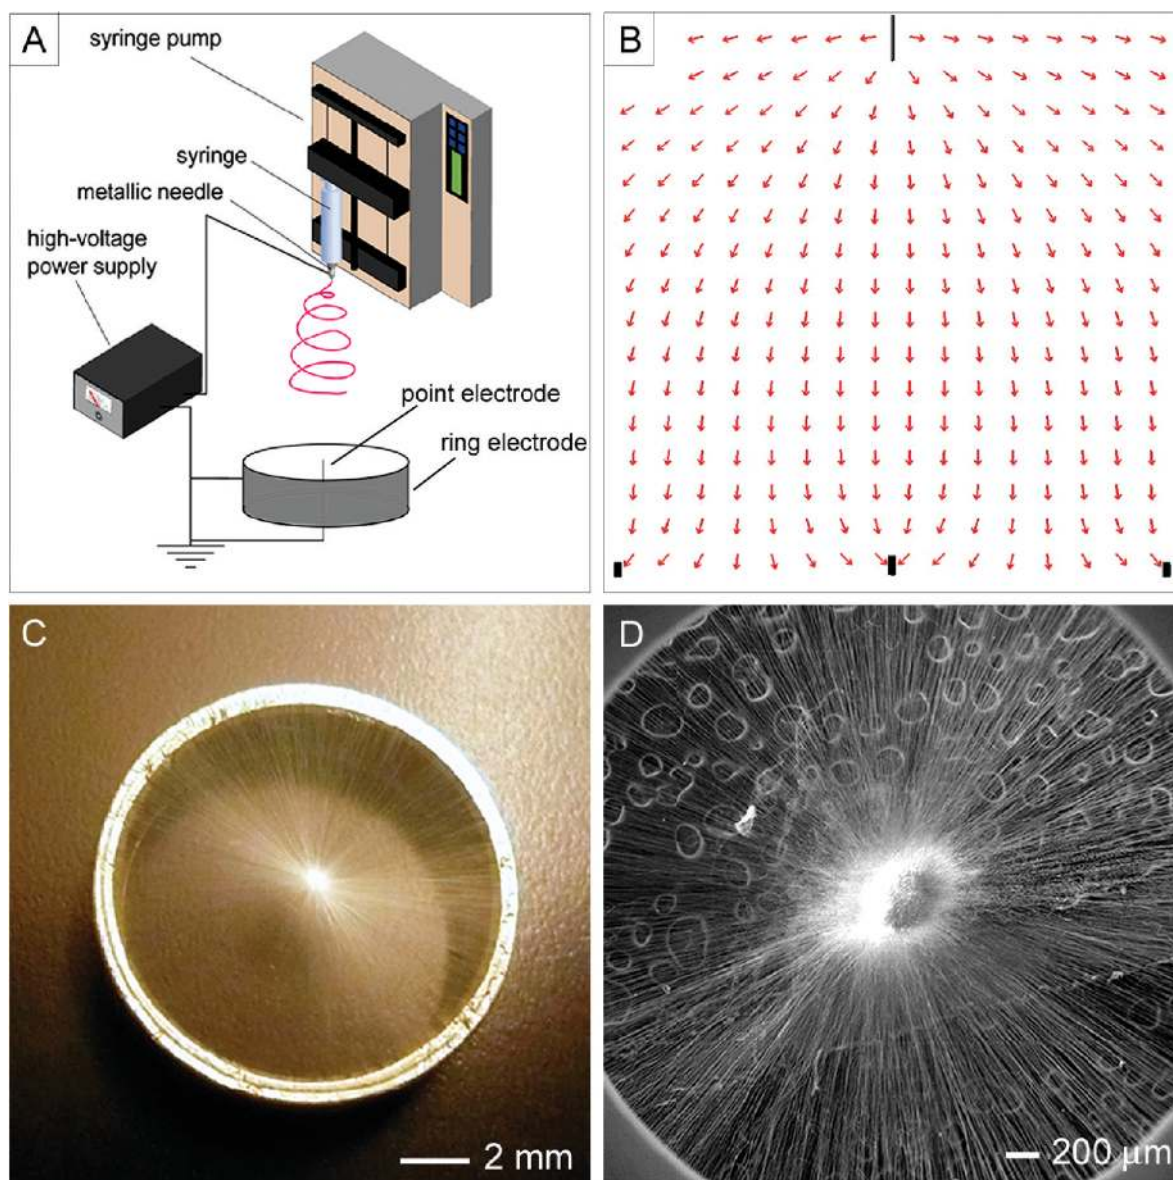 A
syringe pump
syringe
metallic needle
high-voltage
power supply
point electrode
ring electrode
B
C
2 mm
D
200 μm